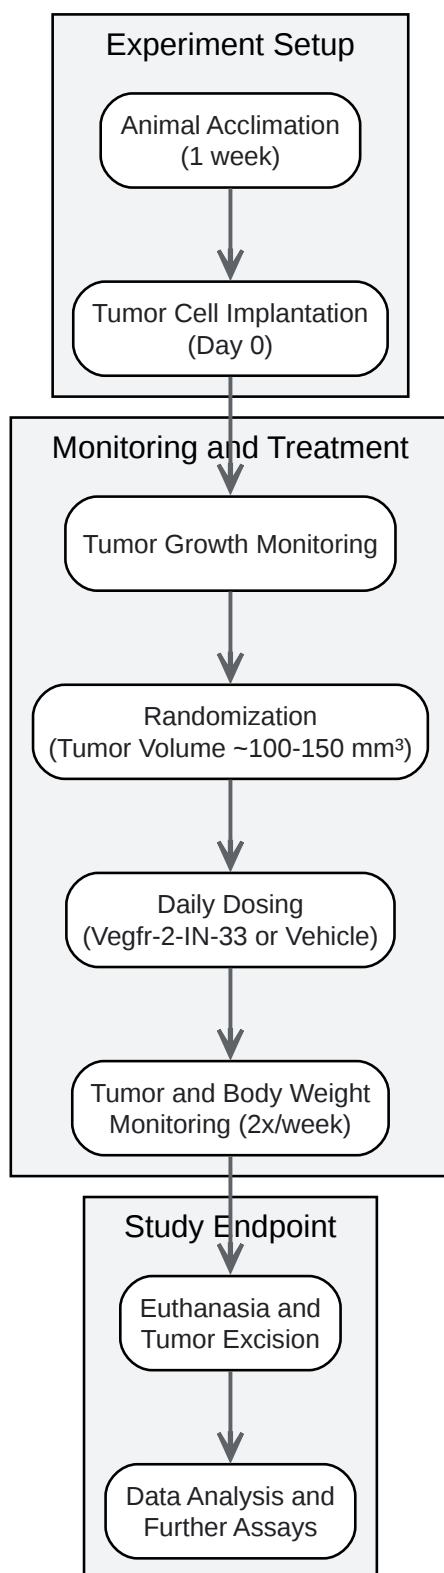 Experiment Setup
Animal Acclimation
(1 week)
Tumor Cell Implantation
(Day 0)
Monitoring and Treatment
Tumor Growth Monitoring
Randomization
(Tumor Volume ~100-150 mm³)
Daily Dosing
(Vegfr-2-IN-33 or Vehicle)
Tumor and Body Weight
Monitoring (2x/week)
Study Endpoint
Euthanasia and
Tumor Excision
Data Analysis and
Further Assays